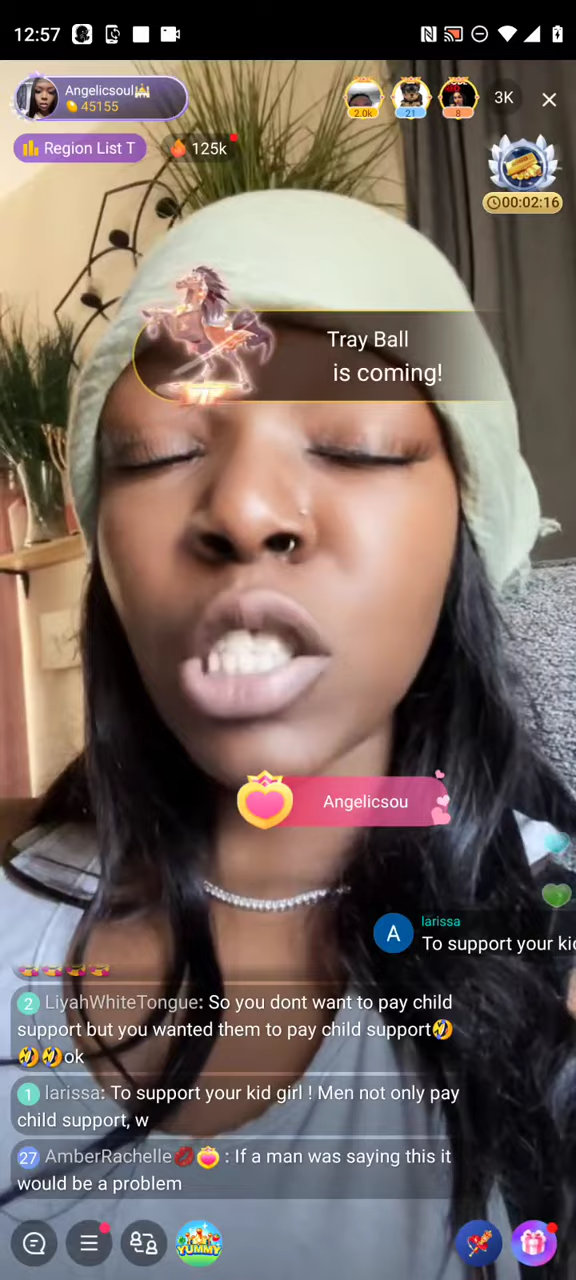 12:57
Angelicsoul
45155
2.0k
21
8
3K
Region List T
125k
00:02:16
Tray Ball
is coming!
Angelicsou
larissa
A
To support your kid
2 LiyahWhiteTongue: So you dont want to pay child
support but you wanted them to pay child support🤣
🤣🤣ok
1 larissa: To support your kid girl ! Men not only pay
child support, w
27 AmberRachelle💋 : If a man was saying this it
would be a problem
YUMMY